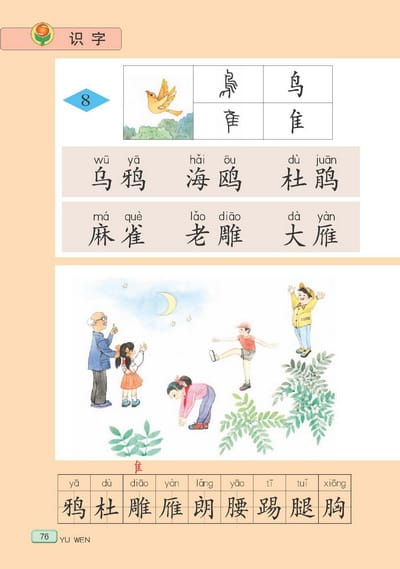 识字
8
鸟
隹
wū yā hǎi ōu dù juān
乌鸦 海鸥 杜鹃
má què lǎo diāo dà yàn
麻雀 老雕 大雁
隹
yā dù diāo yàn lǎng yāo tī tuǐ xiōng
鸦杜雕雁朗腰踢腿胸
76
YU WEN